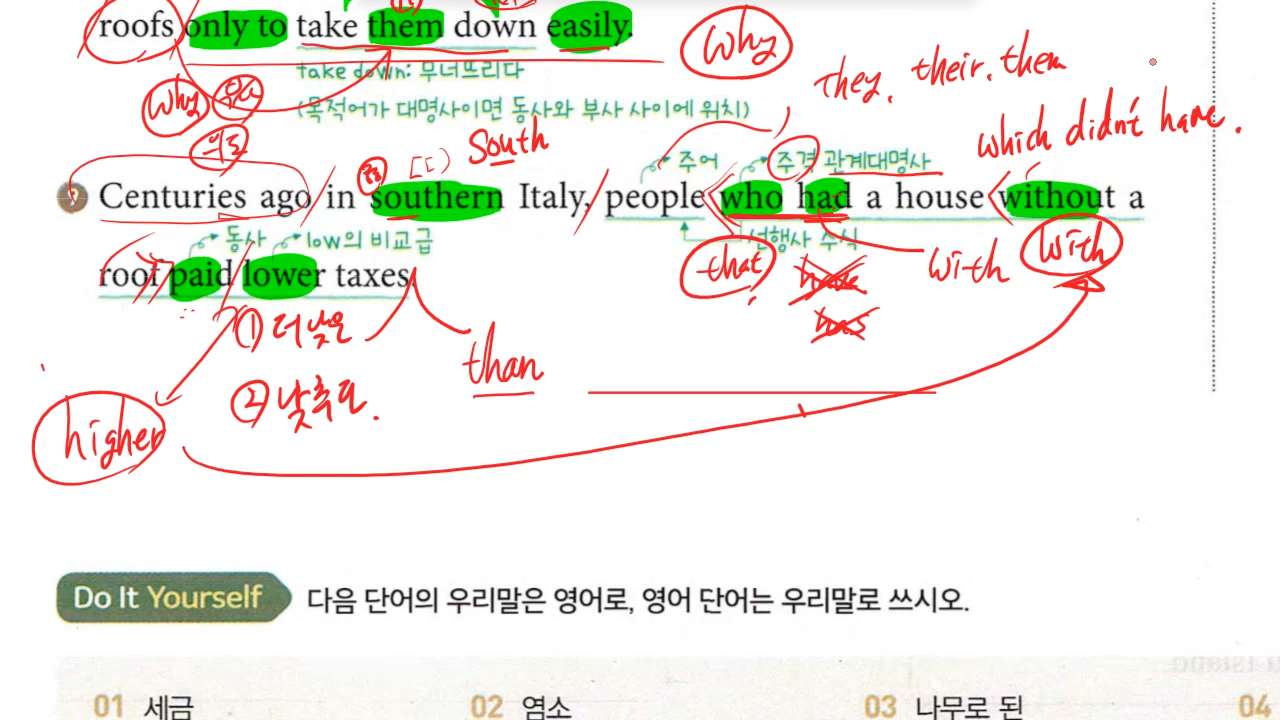 roofs only to take them down easily.
why
take down: 무너뜨리다
they, their, them
why
(목적어가 대명사이면 동사와 부사 사이에 위치)
의도
South
which didn't have.
주어
주격 관계대명사
? Centuries ago in southern Italy, people who had a house without a
동사
low의 비교급
선행사 수식
that
with
with
roof paid lower taxes.
have
has
① 더 낮은
than
② 낮추다.
higher
Do It Yourself 다음 단어의 우리말은 영어로, 영어 단어는 우리말로 쓰시오.
01 세금 02 염소 03 나무로 된 04